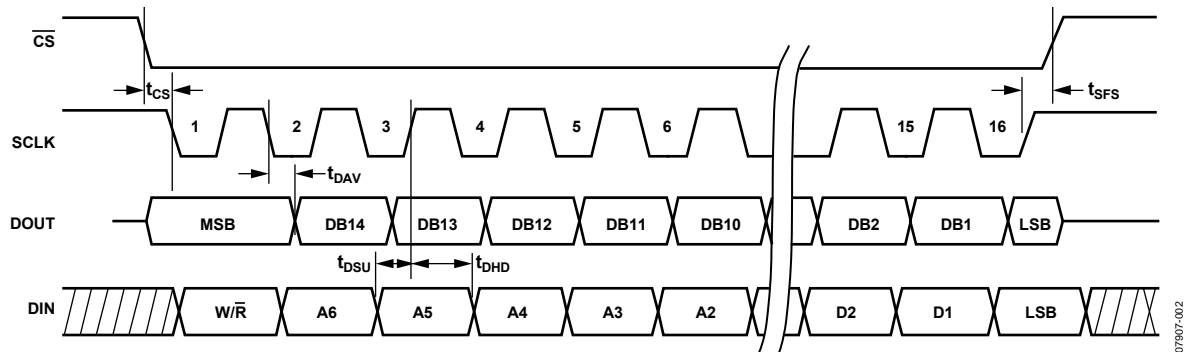 CS
tCS
tSFS
SCLK
1 2 3 4 5 6 15 16
tDAV
DOUT
MSB DB14 DB13 DB12 DB11 DB10 DB2 DB1 LSB
tDSU
tDHD
DIN
W/R A6 A5 A4 A3 A2 D2 D1 LSB
07907-002